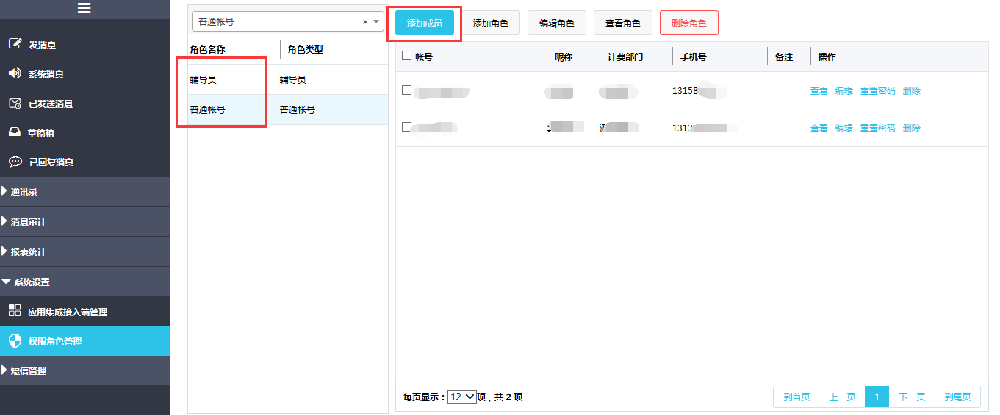 发消息
系统消息
已发送消息
草稿箱
已回复消息
通讯录
消息审计
报表统计
系统设置
应用集成接入端管理
权限角色管理
短信管理
普通帐号 ×
角色名称 角色类型
辅导员 辅导员
普通帐号 普通帐号
添加成员 添加角色 编辑角色 查看角色 删除角色
帐号 昵称 计费部门 手机号 备注 操作
13158 查看 编辑 重置密码 删除
1313 查看 编辑 重置密码 删除
每页显示：12 项，共 2 项
到首页 上一页 1 下一页 到尾页